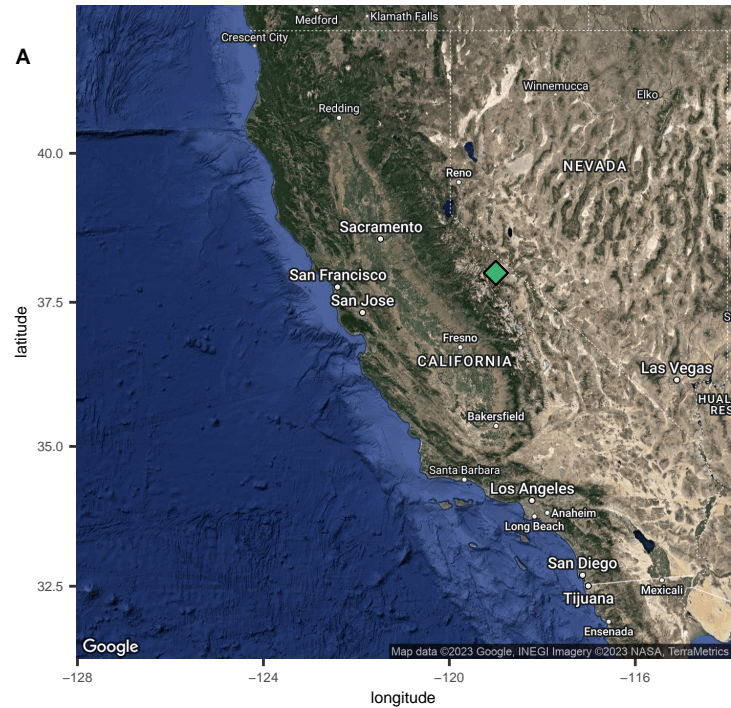 Medford
Klamath Falls
Crescent City
A
Winnemucca
Elko
Redding
40.0
NEVADA
Reno
Sacramento
San Francisco
37.5
San Jose
latitude
S
Fresno
CALIFORNIA
Las Vegas
HUAL
RES
Bakersfield
35.0
Santa Barbara
Los Angeles
Anaheim
Long Beach
San Diego
32.5
Mexicali
Tijuana
Ensenada
Google
Map data ©2023 Google, INEGI Imagery ©2023 NASA, TerraMetrics
−128
−124
−120
−116
longitude